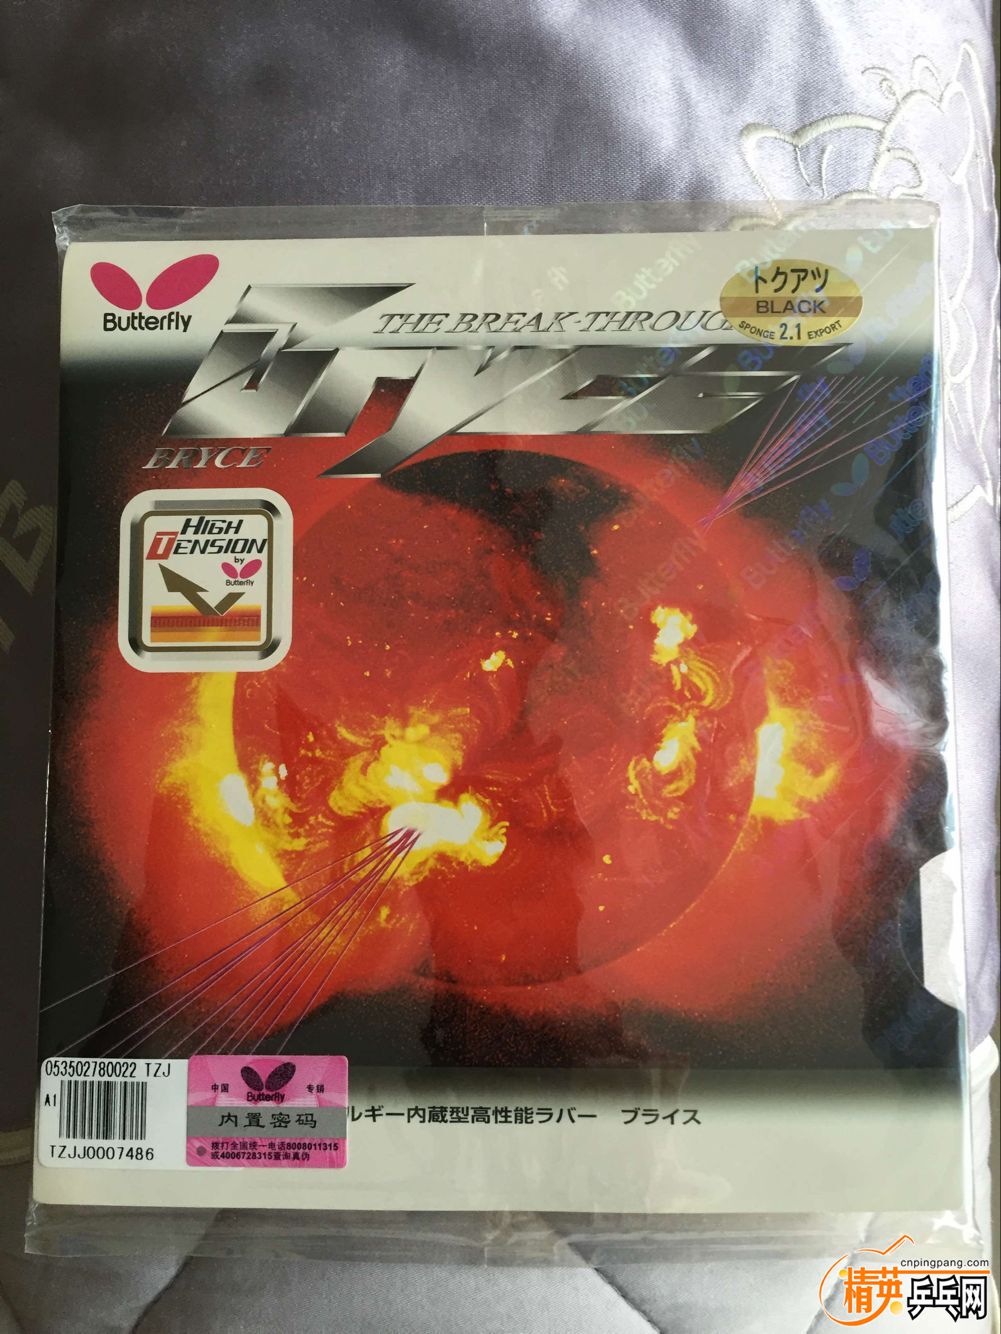 Butterfly
THE BREAK-THROUGH
Bryce
BRYCE
トクアツ
BLACK
SPONGE 2.1 EXPORT
HIGH
TENSION
by
Butterfly
053502780022 TZJ
A1
TZJJ0007486
中国 Butterfly 专销
内置密码
拨打全国统一电话8008011315
或4006728315查询真伪
ルギー内蔵型高性能ラバー ブライス
cnpingpang.com
精英乒乓网